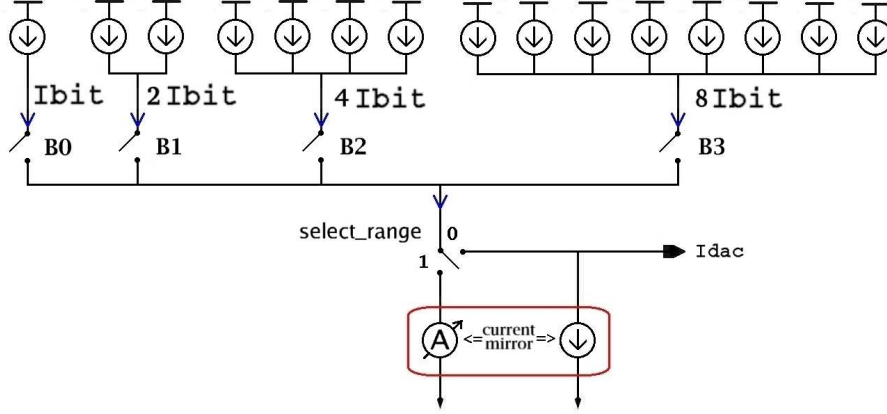 Ibit
2 Ibit
4 Ibit
8 Ibit
B0
B1
B2
B3
select_range
0
1
Idac
A
<=current mirror=>